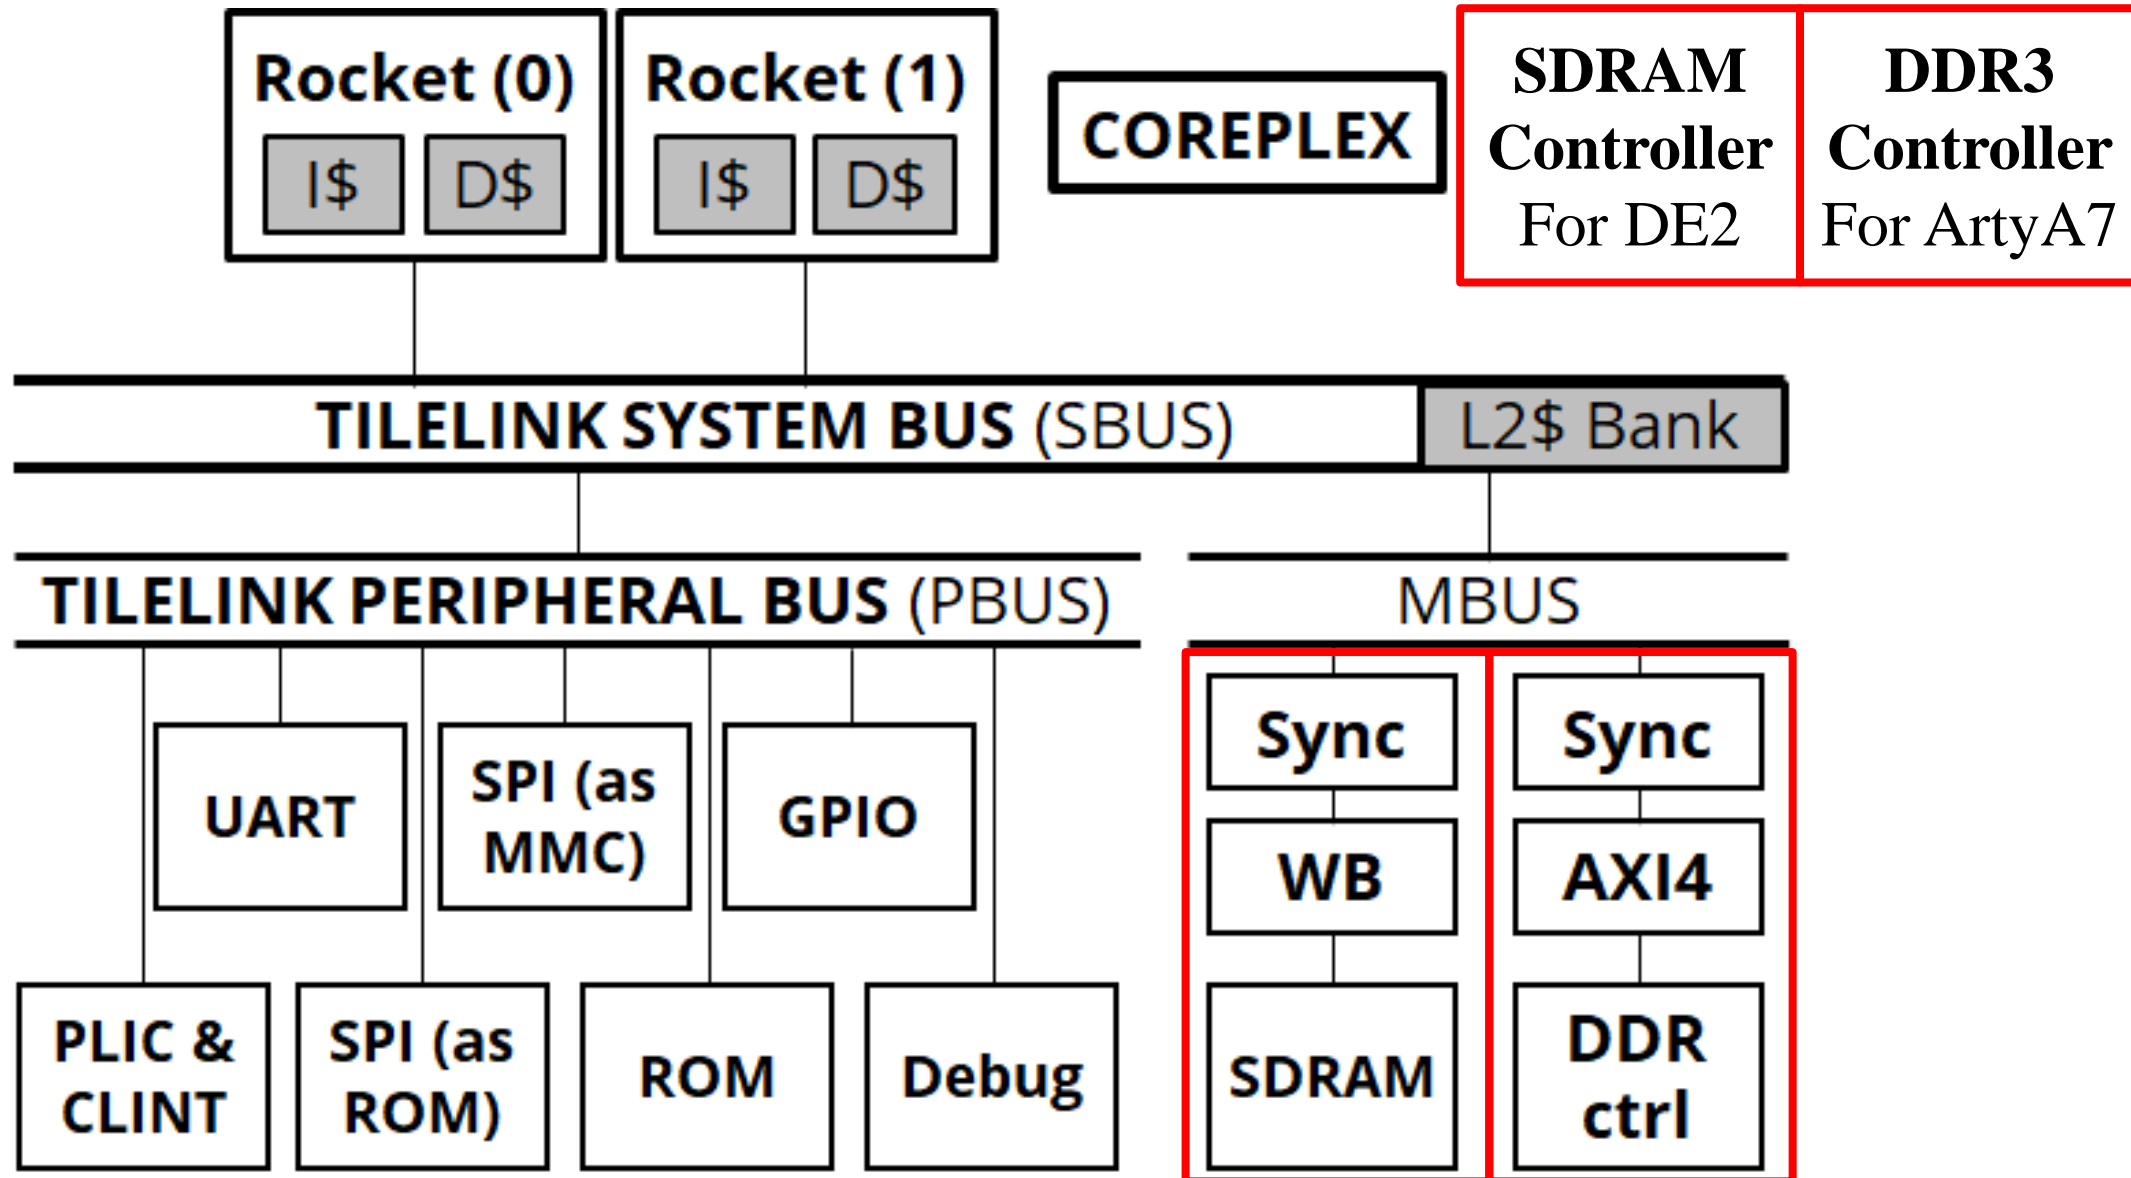 Rocket (0)
I$
D$
Rocket (1)
I$
D$
COREPLEX
SDRAM
Controller
For DE2
DDR3
Controller
For ArtyA7
TILELINK SYSTEM BUS (SBUS)
L2$ Bank
TILELINK PERIPHERAL BUS (PBUS)
MBUS
UART
SPI (as
MMC)
GPIO
PLIC &
CLINT
SPI (as
ROM)
ROM
Debug
Sync
WB
SDRAM
Sync
AXI4
DDR
ctrl